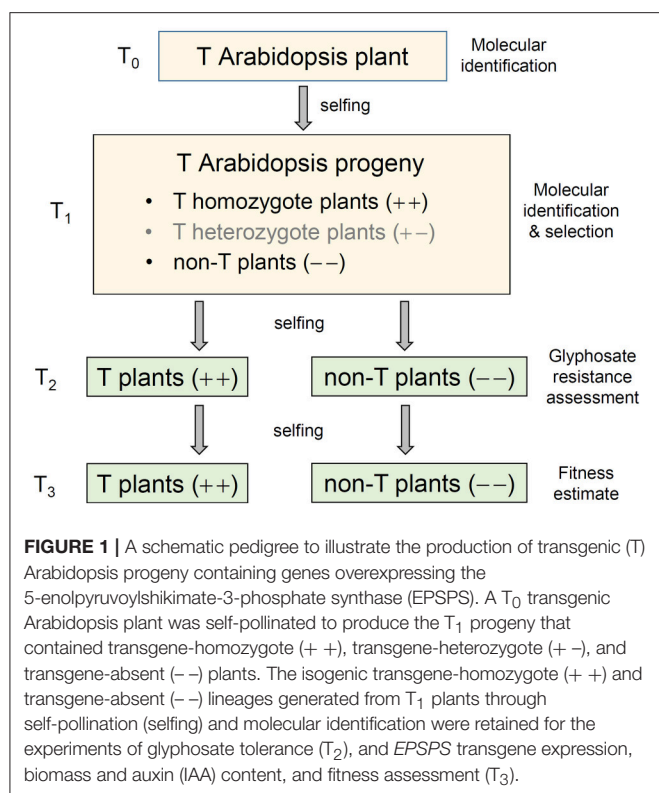 T0
T Arabidopsis plant
Molecular
identification
selfing
T1
T Arabidopsis progeny
• T homozygote plants (++)
• T heterozygote plants (+−)
• non-T plants (−−)
Molecular
identification
& selection
selfing
T2
T plants (++)
non-T plants (−−)
Glyphosate
resistance
assessment
selfing
T3
T plants (++)
non-T plants (−−)
Fitness
estimate
FIGURE 1 | A schematic pedigree to illustrate the production of transgenic (T)
Arabidopsis progeny containing genes overexpressing the
5-enolpyruvoylshikimate-3-phosphate synthase (EPSPS). A T0 transgenic
Arabidopsis plant was self-pollinated to produce the T1 progeny that
contained transgene-homozygote (+ +), transgene-heterozygote (+ −), and
transgene-absent (− −) plants. The isogenic transgene-homozygote (+ +) and
transgene-absent (− −) lineages generated from T1 plants through
self-pollination (selfing) and molecular identification were retained for the
experiments of glyphosate tolerance (T2), and EPSPS transgene expression,
biomass and auxin (IAA) content, and fitness assessment (T3).